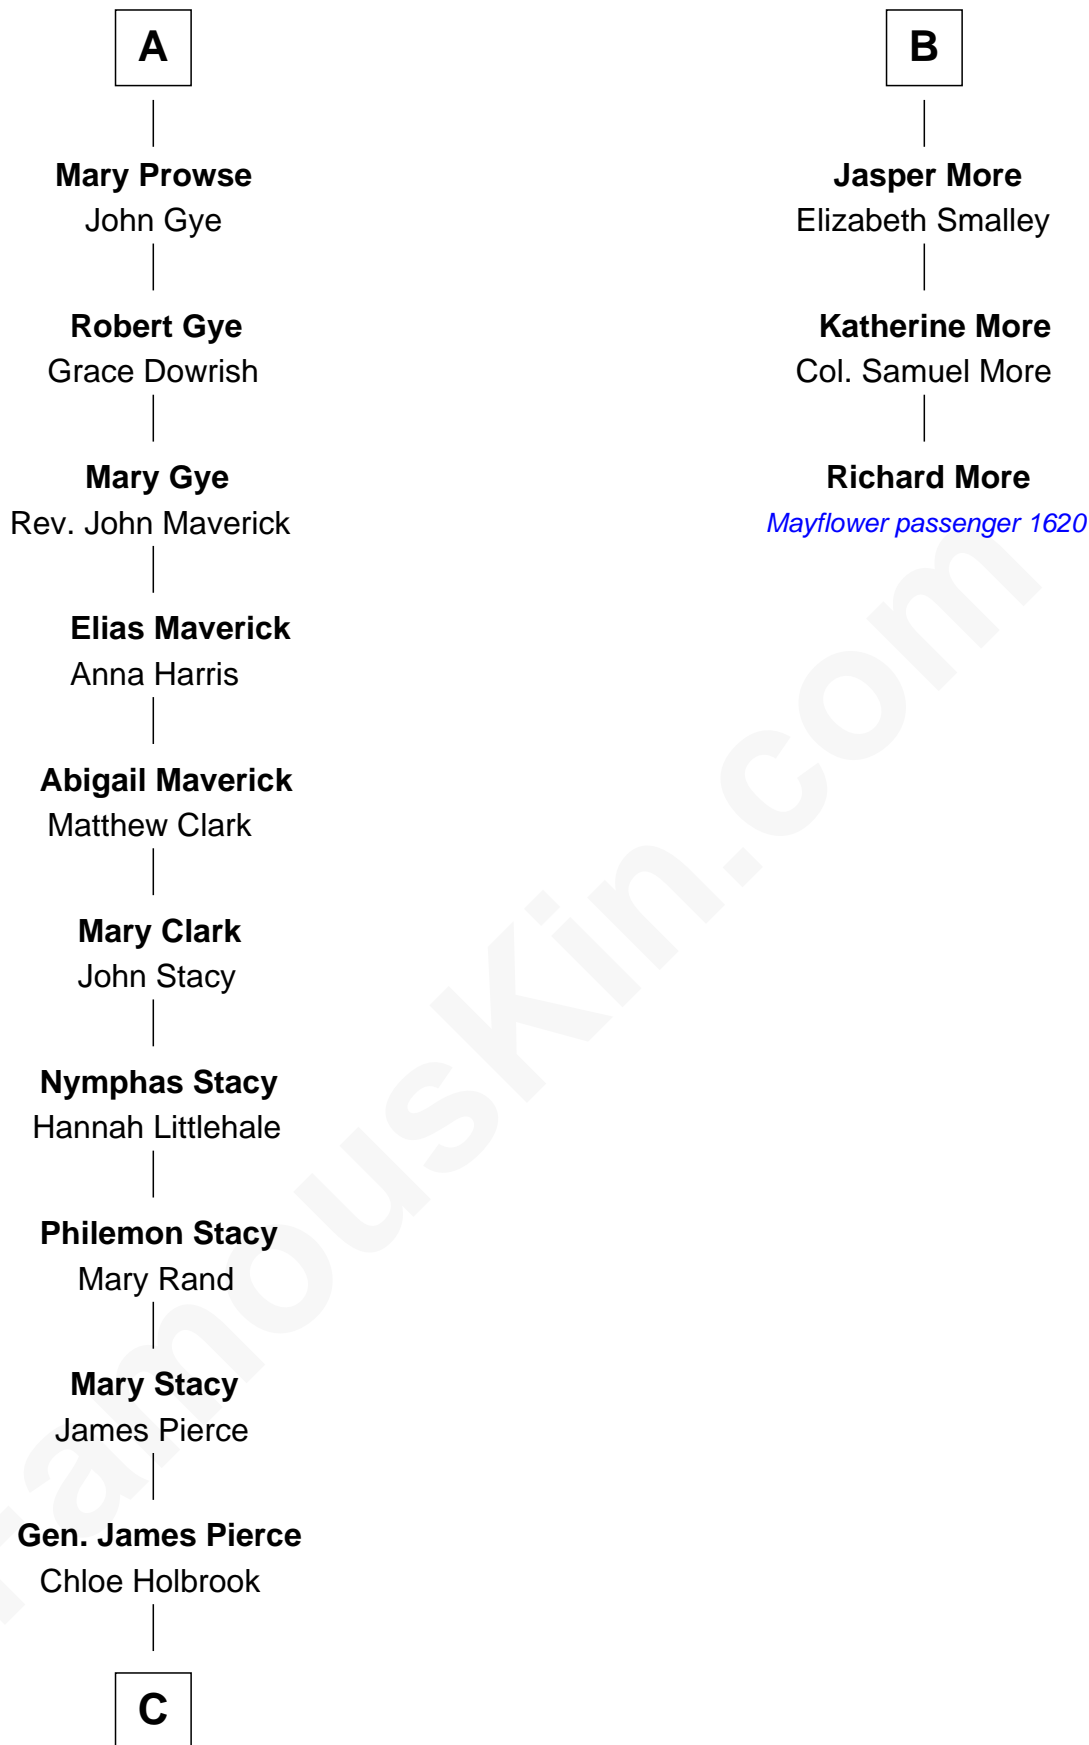 A
Mary Prowse
John Gye
Robert Gye
Grace Dowrish
Mary Gye
Rev. John Maverick
Elias Maverick
Anna Harris
Abigail Maverick
Matthew Clark
Mary Clark
John Stacy
Nymphas Stacy
Hannah Littlehale
Philemon Stacy
Mary Rand
Mary Stacy
James Pierce
Gen. James Pierce
Chloe Holbrook
C
B
Jasper More
Elizabeth Smalley
Katherine More
Col. Samuel More
Richard More
Mayflower passenger 1620
FamousKin.com